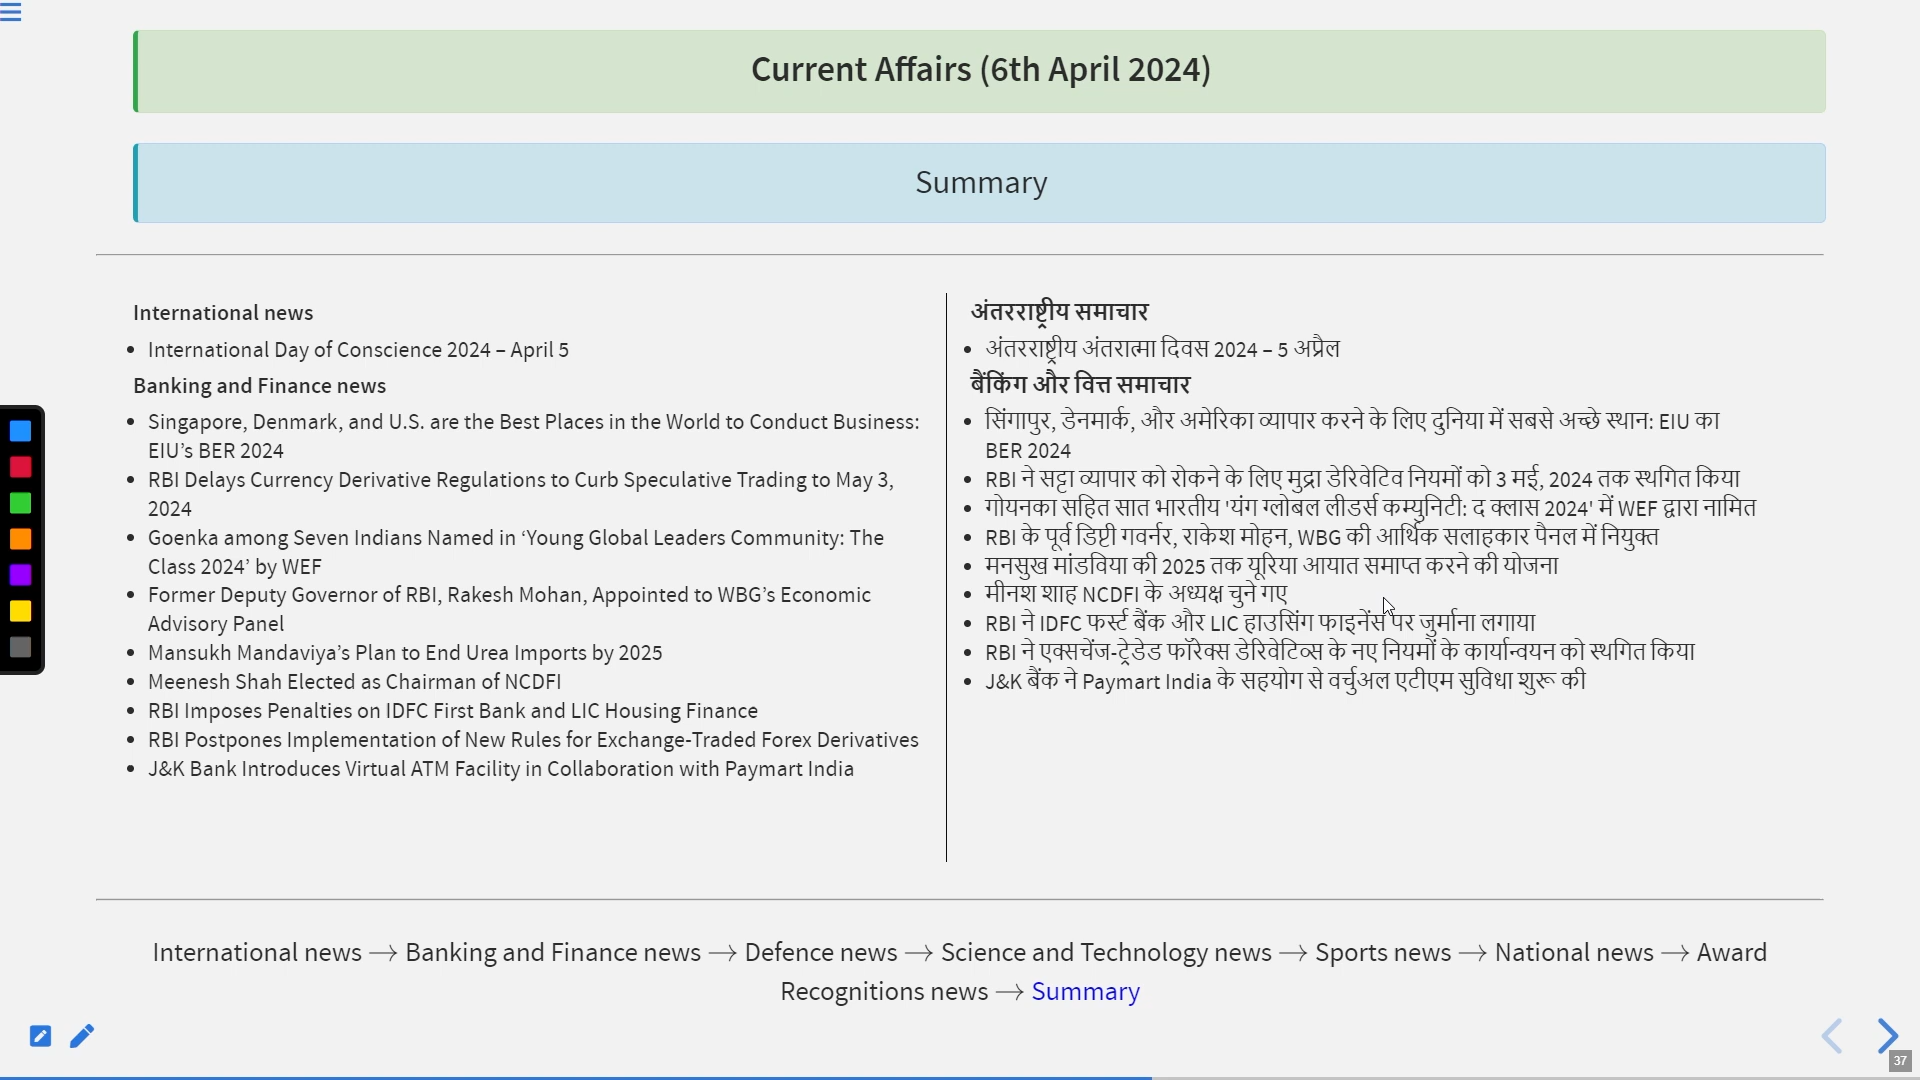 Current Affairs (6th April 2024)
Summary
International news
• International Day of Conscience 2024 – April 5
Banking and Finance news
• Singapore, Denmark, and U.S. are the Best Places in the World to Conduct Business:
EIU’s BER 2024
• RBI Delays Currency Derivative Regulations to Curb Speculative Trading to May 3,
2024
• Goenka among Seven Indians Named in ‘Young Global Leaders Community: The
Class 2024’ by WEF
• Former Deputy Governor of RBI, Rakesh Mohan, Appointed to WBG’s Economic
Advisory Panel
• Mansukh Mandaviya’s Plan to End Urea Imports by 2025
• Meenesh Shah Elected as Chairman of NCDFI
• RBI Imposes Penalties on IDFC First Bank and LIC Housing Finance
• RBI Postpones Implementation of New Rules for Exchange-Traded Forex Derivatives
• J&K Bank Introduces Virtual ATM Facility in Collaboration with Paymart India
अंतरराष्ट्रीय समाचार
• अंतरराष्ट्रीय अंतरात्मा दिवस 2024 – 5 अप्रैल
बैंकिंग और वित्त समाचार
• सिंगापुर, डेनमार्क, और अमेरिका व्यापार करने के लिए दुनिया में सबसे अच्छे स्थान: EIU का
BER 2024
• RBI ने सट्टा व्यापार को रोकने के लिए मुद्रा डेरिवेटिव नियमों को 3 मई, 2024 तक स्थगित किया
• गोयनका सहित सात भारतीय 'यंग ग्लोबल लीडर्स कम्युनिटी: द क्लास 2024' में WEF द्वारा नामित
• RBI के पूर्व डिप्टी गवर्नर, राकेश मोहन, WBG की आर्थिक सलाहकार पैनल में नियुक्त
• मनसुख मांडविया की 2025 तक यूरिया आयात समाप्त करने की योजना
• मीनश शाह NCDFI के अध्यक्ष चुने गए
• RBI ने IDFC फर्स्ट बैंक और LIC हाउसिंग फाइनेंस पर जुर्माना लगाया
• RBI ने एक्सचेंज-ट्रेडेड फॉरेक्स डेरिवेटिव्स के नए नियमों के कार्यान्वयन को स्थगित किया
• J&K बैंक ने Paymart India के सहयोग से वर्चुअल एटीएम सुविधा शुरू की
International news → Banking and Finance news → Defence news → Science and Technology news → Sports news → National news → Award
Recognitions news → Summary
37